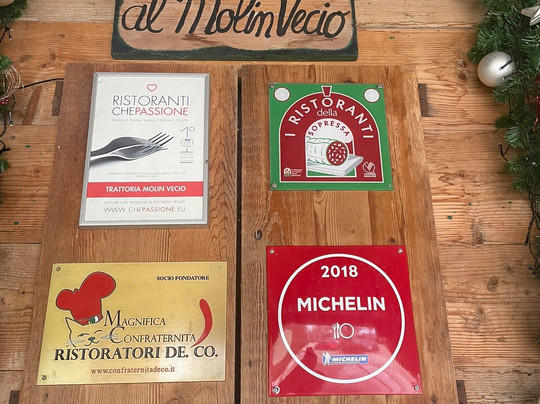 al Molin Vecio
RISTORANTI
CHEPASSIONE
1°
TRATTORIA MOLIN VECIO
WWW.CHEPASSIONE.EU
I RISTORANTI
della
SOPRESSA
SOCIO FONDATORE
MAGNIFICA
CONFRATERNITA
RISTORATORI DE. CO.
www.confraternitadeco.it
2018
MICHELIN
MICHELIN